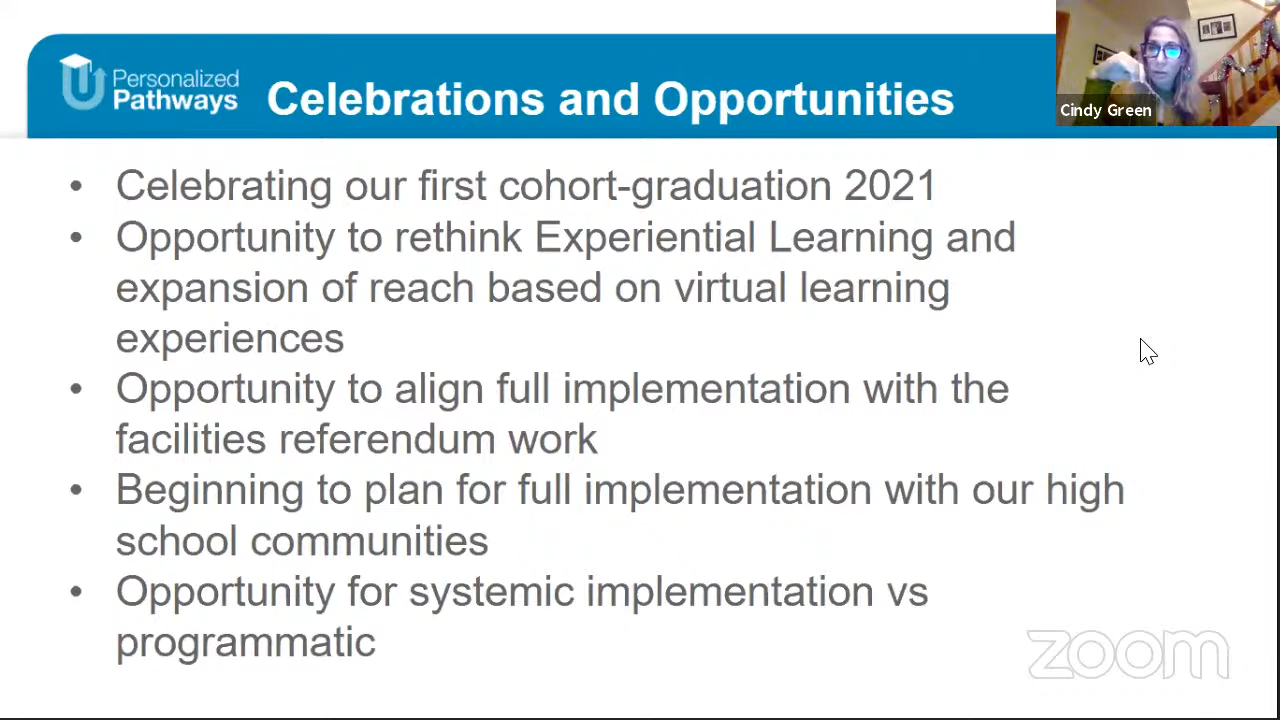 Personalized
Pathways
Celebrations and Opportunities
Cindy Green
• Celebrating our first cohort-graduation 2021
• Opportunity to rethink Experiential Learning and
expansion of reach based on virtual learning
experiences
• Opportunity to align full implementation with the
facilities referendum work
• Beginning to plan for full implementation with our high
school communities
• Opportunity for systemic implementation vs
programmatic
zoom